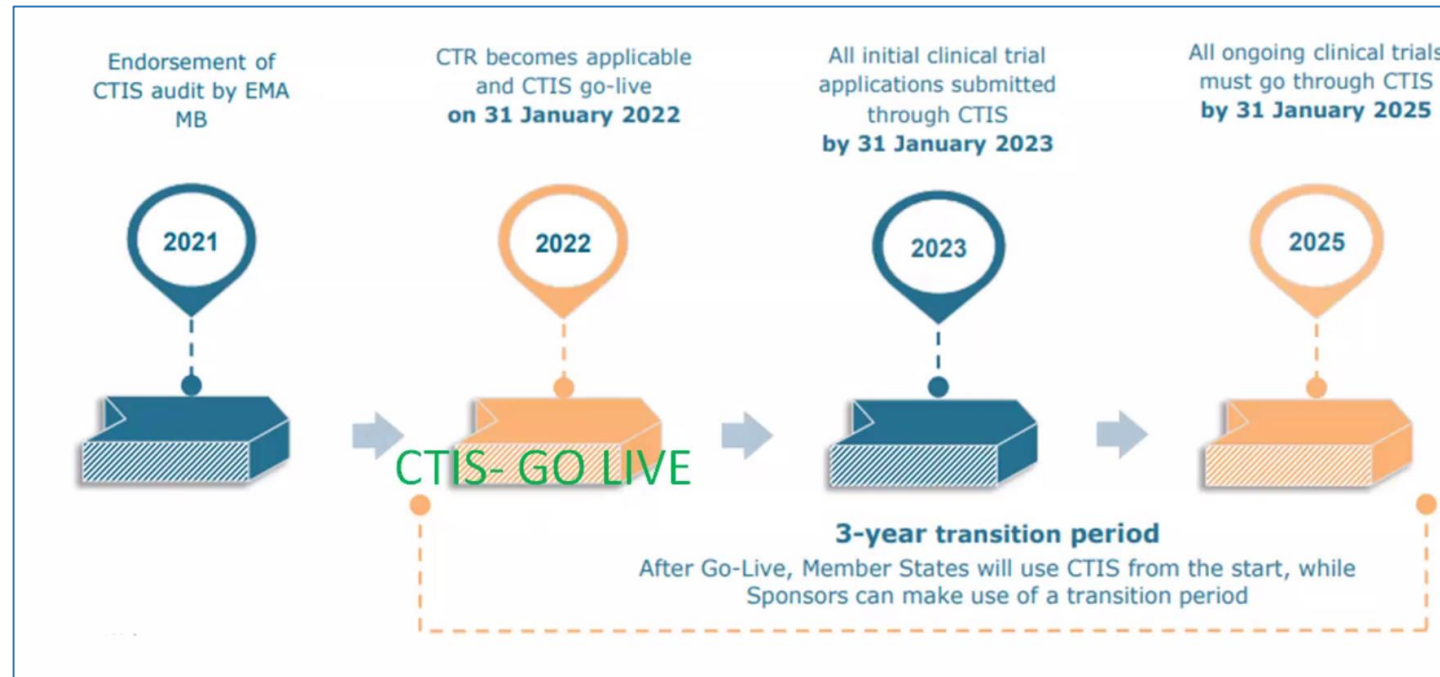 Endorsement of
CTIS audit by EMA
MB
CTR becomes applicable
and CTIS go-live
on 31 January 2022
All initial clinical trial
applications submitted
through CTIS
by 31 January 2023
All ongoing clinical trials
must go through CTIS
by 31 January 2025
2021
2022
2023
2025
CTIS- GO LIVE
3-year transition period
After Go-Live, Member States will use CTIS from the start, while
Sponsors can make use of a transition period